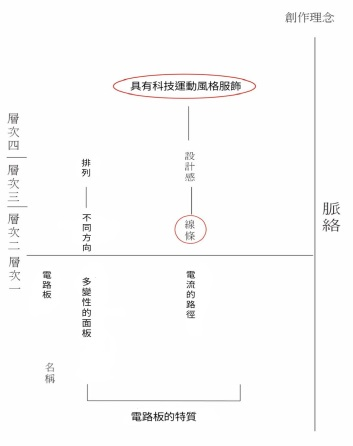 創作理念
具有科技運動風格服飾
脈絡
層次四
層次三
層次二
層次一
排列
不同方向
設計感
線條
電路板
多變性的面板
電流的路徑
名稱
電路板的特質